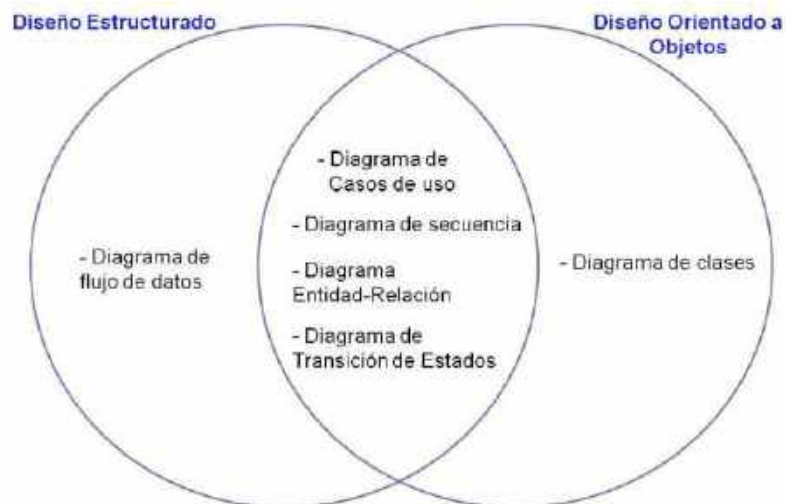 Diseño Estructurado
Diseño Orientado a
Objetos
- Diagrama de
Casos de uso
- Diagrama de secuencia
- Diagrama de
flujo de datos
- Diagrama
Entidad-Relación
- Diagrama de clases
- Diagrama de
Transición de Estados